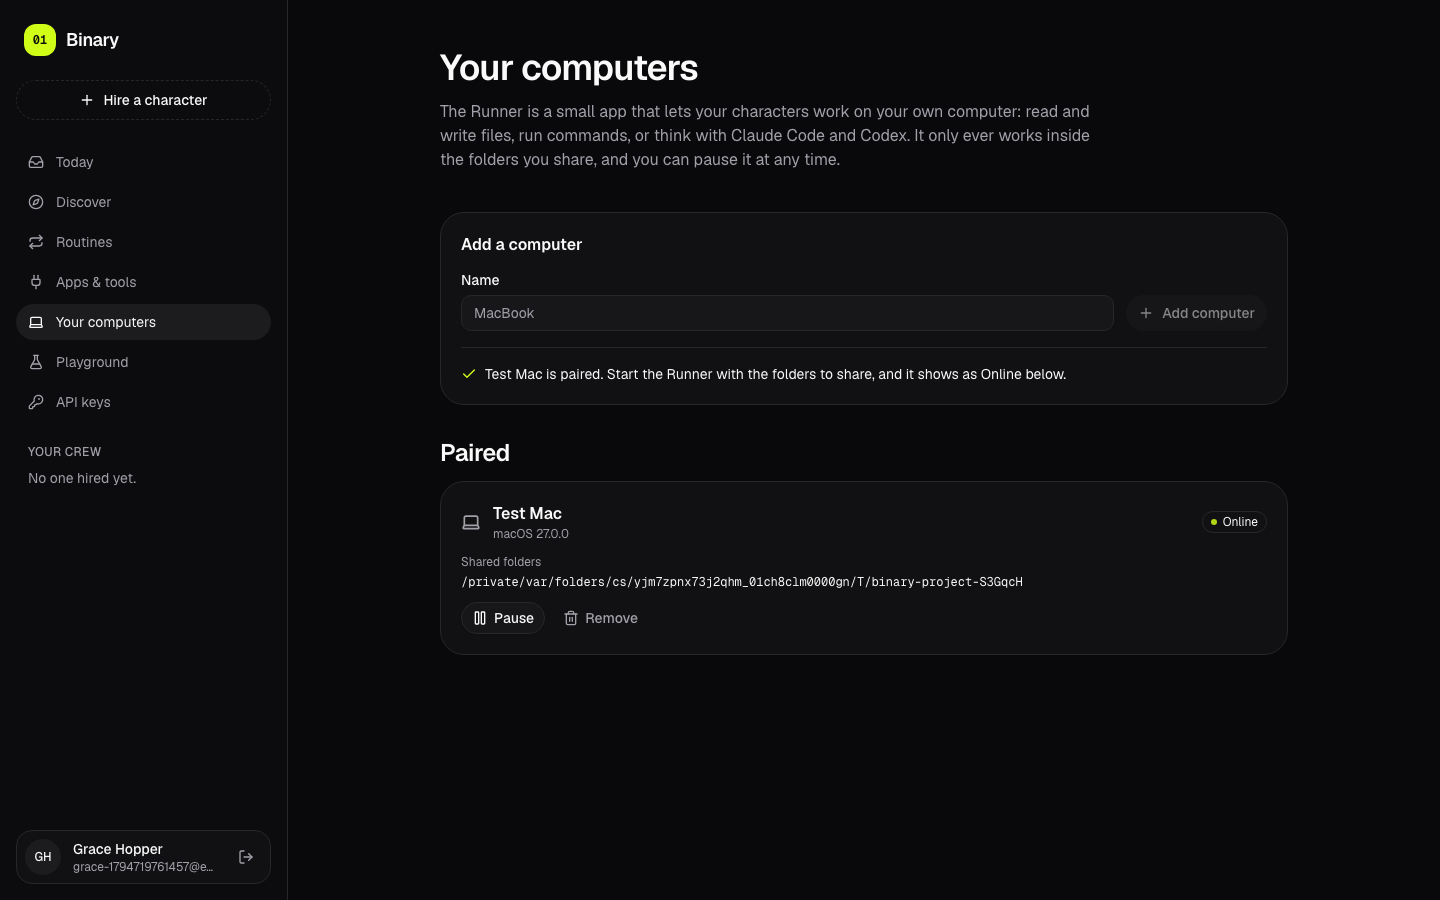 01 Binary
Hire a character
Today
Discover
Routines
Apps & tools
Your computers
Playground
API keys
YOUR CREW
No one hired yet.
GH
Grace Hopper
grace-1794719761457@e...
Your computers
The Runner is a small app that lets your characters work on your own computer: read and
write files, run commands, or think with Claude Code and Codex. It only ever works inside
the folders you share, and you can pause it at any time.
Add a computer
Name
MacBook
Add computer
Test Mac is paired. Start the Runner with the folders to share, and it shows as Online below.
Paired
Test Mac
macOS 27.0.0
Online
Shared folders
/private/var/folders/cs/yjm7zpnx73j2qhm_01ch8clm0000gn/T/binary-project-S3GqcH
Pause
Remove